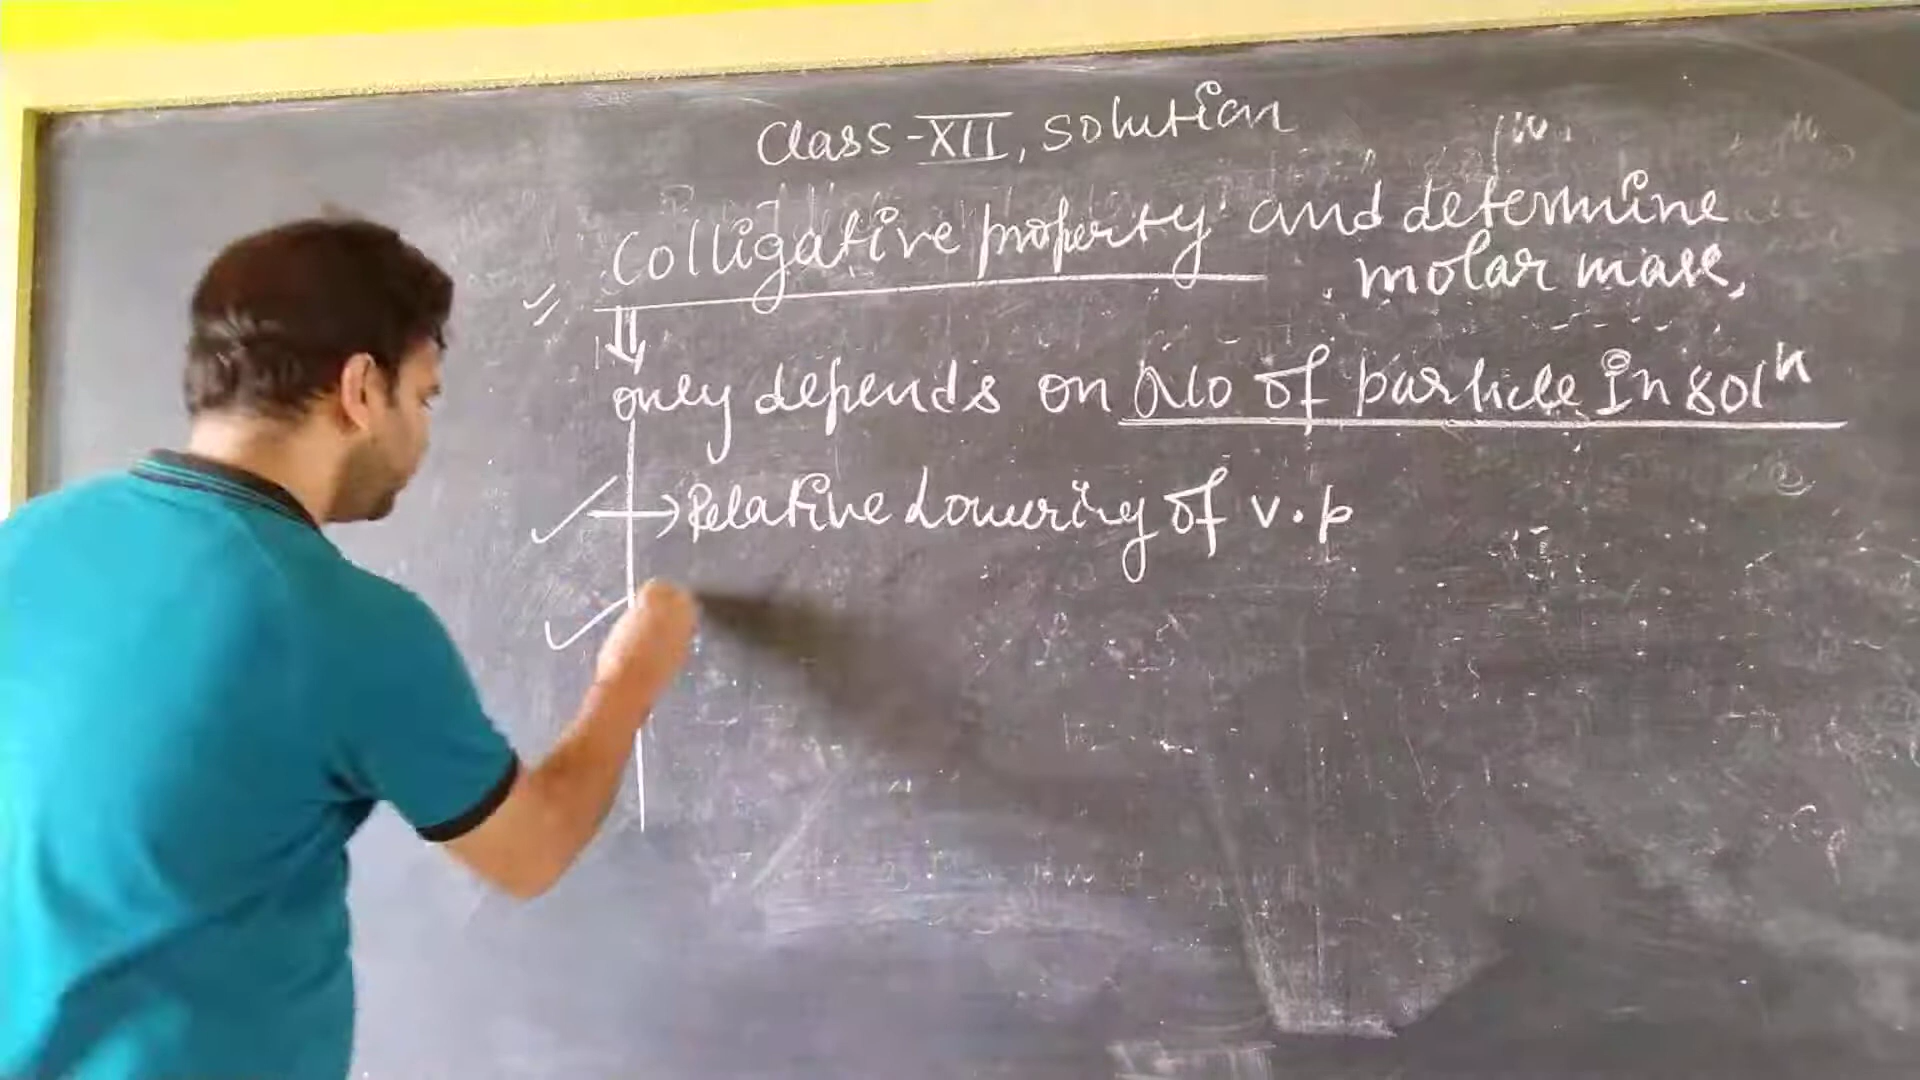 Class-XII, Solution
Colligative property and determine
molar mass,
only depends on No of particle In solⁿ
Relative Lowering of v.p